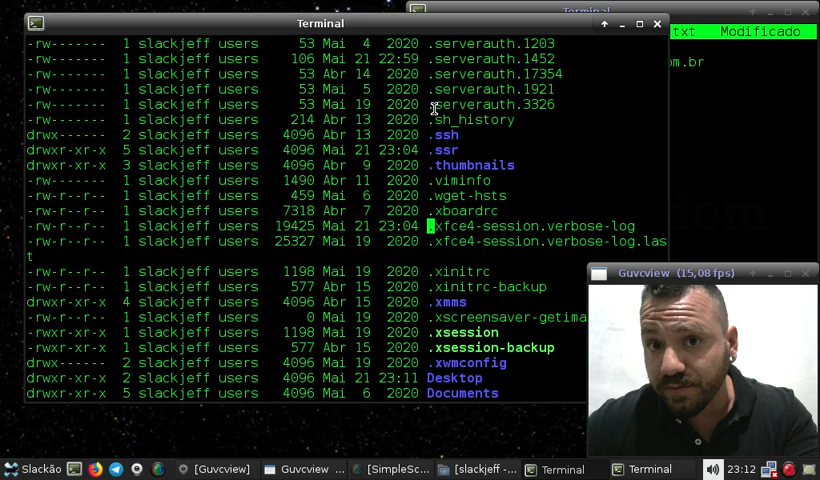 Terminal
Terminal
txt   Modificado
om.br
-rw-------  1 slackjeff users     53 Mai  4  2020 .serverauth.1203
-rw-------  1 slackjeff users    106 Mai 21 22:59 .serverauth.1452
-rw-------  1 slackjeff users     53 Abr 14  2020 .serverauth.17354
-rw-------  1 slackjeff users     53 Mai  5  2020 .serverauth.1921
-rw-------  1 slackjeff users     53 Mai 19  2020 .serverauth.3326
-rw-------  1 slackjeff users    214 Abr 13  2020 .sh_history
drwx------  2 slackjeff users   4096 Abr 13  2020 .ssh
drwxr-xr-x  5 slackjeff users   4096 Mai 21 23:04 .ssr
drwxr-xr-x  3 slackjeff users   4096 Abr  9  2020 .thumbnails
-rw-------  1 slackjeff users   1490 Abr 11  2020 .viminfo
-rw-r--r--  1 slackjeff users    459 Mai  6  2020 .wget-hsts
-rw-r--r--  1 slackjeff users   7318 Abr  7  2020 .xboardrc
-rw-r--r--  1 slackjeff users  19425 Mai 21 23:04 .xfce4-session.verbose-log
-rw-r--r--  1 slackjeff users  25327 Mai 19  2020 .xfce4-session.verbose-log.las
t
-rw-r--r--  1 slackjeff users   1198 Mai 19  2020 .xinitrc
-rw-r--r--  1 slackjeff users    577 Abr 15  2020 .xinitrc-backup
drwxr-xr-x  4 slackjeff users   4096 Abr 15  2020 .xmms
-rw-r--r--  1 slackjeff users      0 Mai 19  2020 .xscreensaver-getima
-rwxr-xr-x  1 slackjeff users   1198 Mai 19  2020 .xsession
-rwxr-xr-x  1 slackjeff users    577 Abr 15  2020 .xsession-backup
drwx------  2 slackjeff users   4096 Mai 19  2020 .xwmconfig
drwxr-xr-x  2 slackjeff users   4096 Mai 21 23:11 Desktop
drwxr-xr-x  5 slackjeff users   4096 Mai  6  2020 Documents
Guvcview  (15,08 fps)
Slackão
[Guvcview]
Guvcview ...
[SimpleSc...
[slackjeff -...
Terminal
Terminal
23:12